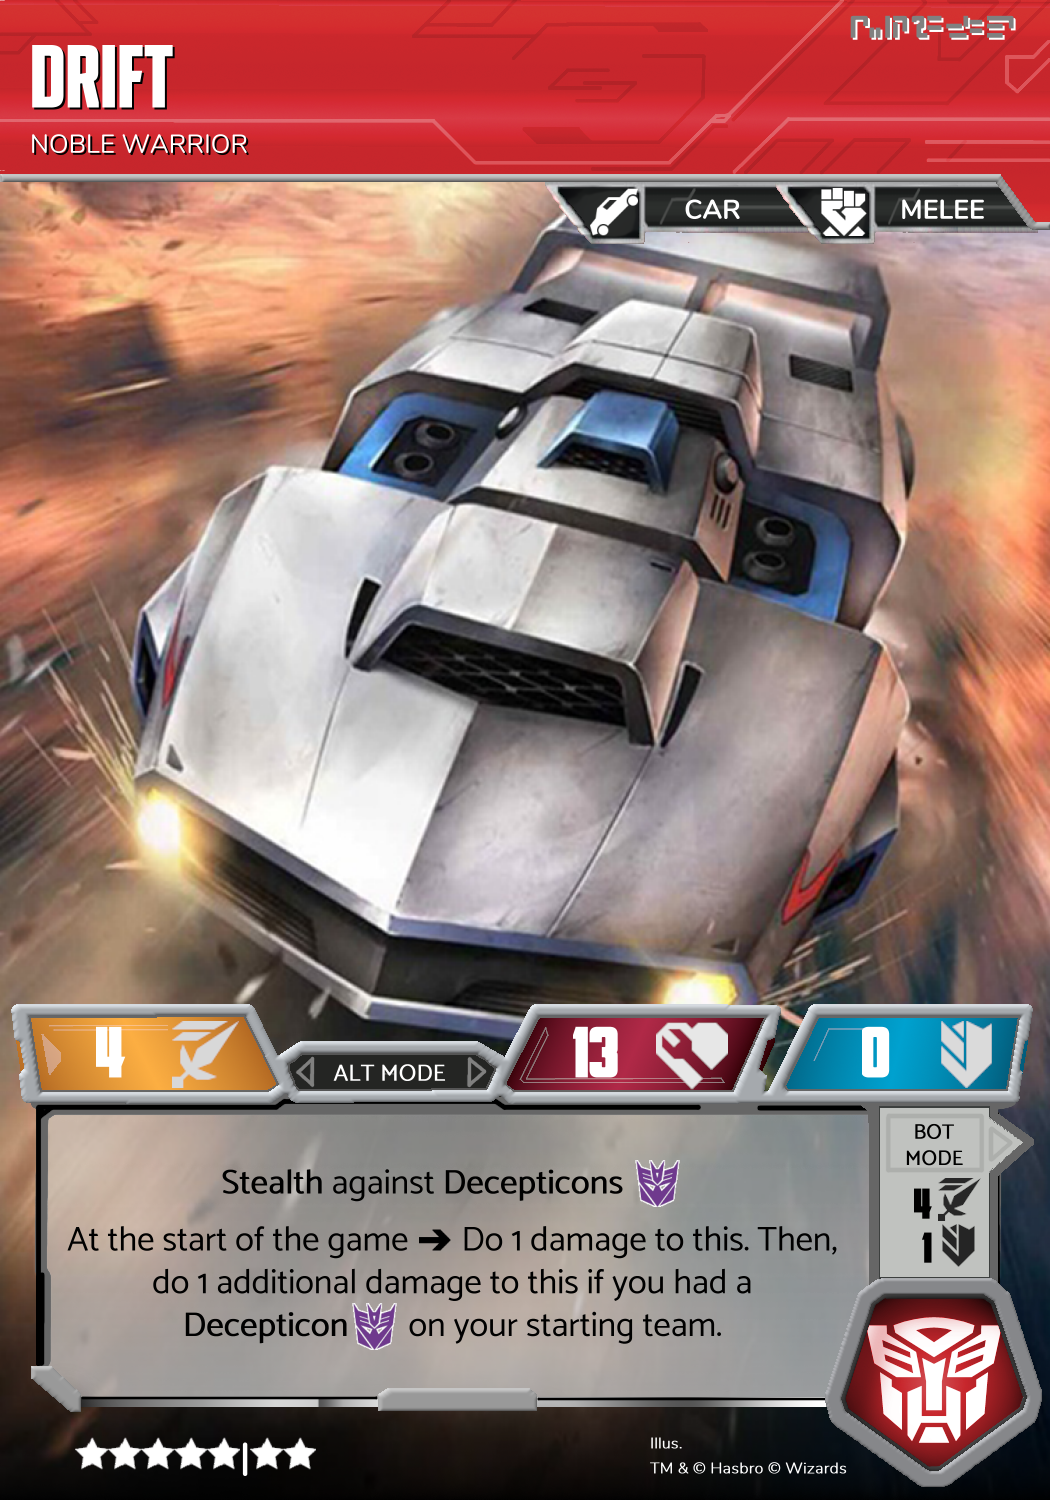 DRIFT
NOBLE WARRIOR
CAR
MELEE
4
ALT MODE
13
0
Stealth against Decepticons
At the start of the game ➔ Do 1 damage to this. Then,
do 1 additional damage to this if you had a
Decepticon on your starting team.
BOT
MODE
4
1
★★★★★|★★
Illus.
TM & © Hasbro © Wizards